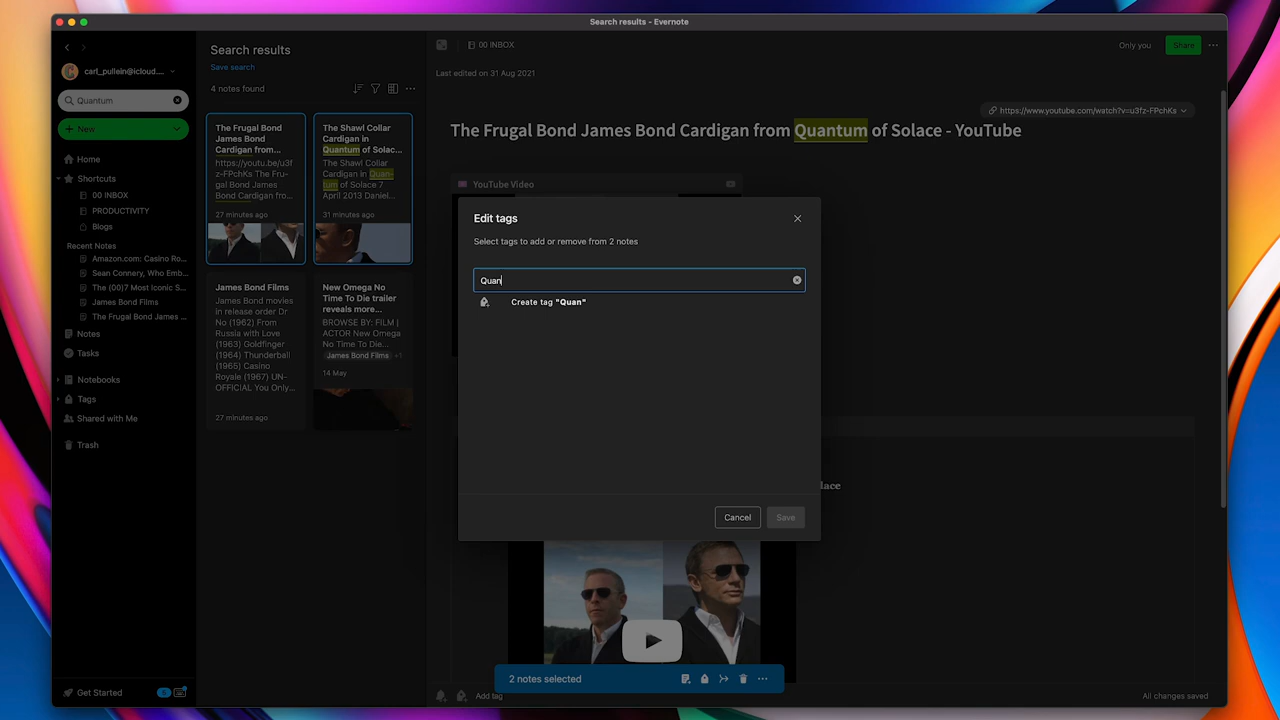 Search results - Evernote
carl_pullein@icloud....
Quantum
New
Home
Shortcuts
00 INBOX
PRODUCTIVITY
Blogs
Recent Notes
Amazon.com: Casino Ro...
Sean Connery, Who Emb...
The (00)7 Most Iconic S...
James Bond Films
The Frugal Bond James ...
Notes
Tasks
Notebooks
Tags
Shared with Me
Trash
Get Started
Search results
Save search
4 notes found
The Frugal Bond
James Bond
Cardigan from...
https://youtu.be/u3f
z-FPchKs The Fru-
gal Bond James
Bond Cardigan fro...
27 minutes ago
The Shawl Collar
Cardigan in
Quantum of Solac...
The Shawl Collar
Cardigan in Quan-
tum of Solace 7
April 2013 Daniel...
31 minutes ago
James Bond Films
James Bond movies
in release order Dr
No (1962) From
Russia with Love
(1963) Goldfinger
(1964) Thunderball
(1965) Casino
Royale (1967) UN-
OFFICIAL You Only...
27 minutes ago
New Omega No
Time To Die trailer
reveals more...
BROWSE BY: FILM |
ACTOR New Omega
No Time To Die...
James Bond Films +1
14 May
00 INBOX
Only you
Share
Last edited on 31 Aug 2021
https://www.youtube.com/watch?v=u3fz-FPchKs
The Frugal Bond James Bond Cardigan from Quantum of Solace - YouTube
YouTube Video
Edit tags
Select tags to add or remove from 2 notes
Quan
Create tag "Quan"
Cancel
Save
lace
2 notes selected
Add tag
All changes saved